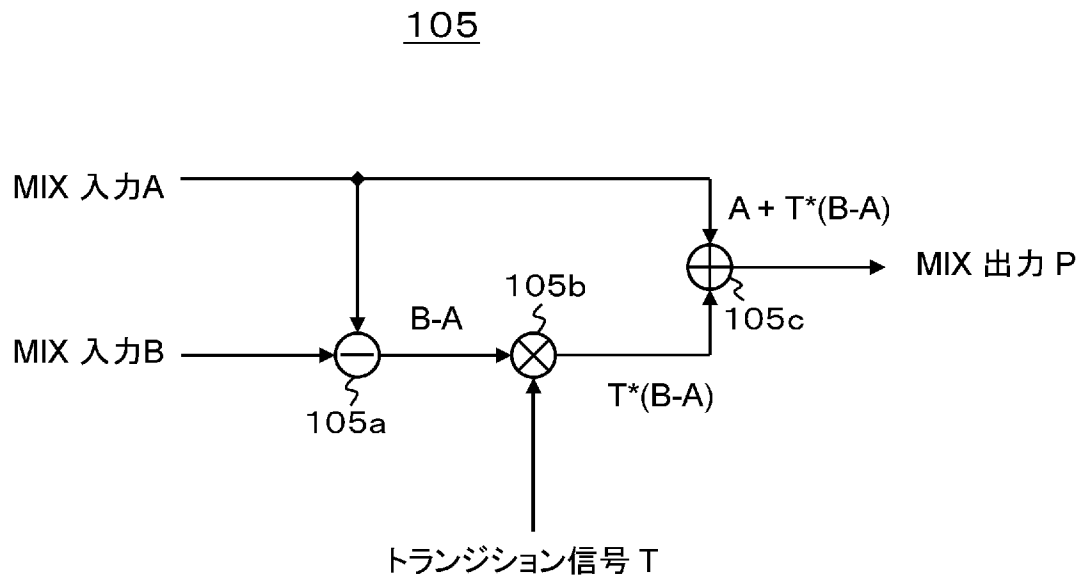 105
MIX 入力A
A + T*(B-A)
MIX 出力 P
105b
105c
B-A
MIX 入力B
T*(B-A)
105a
トランジション信号 T